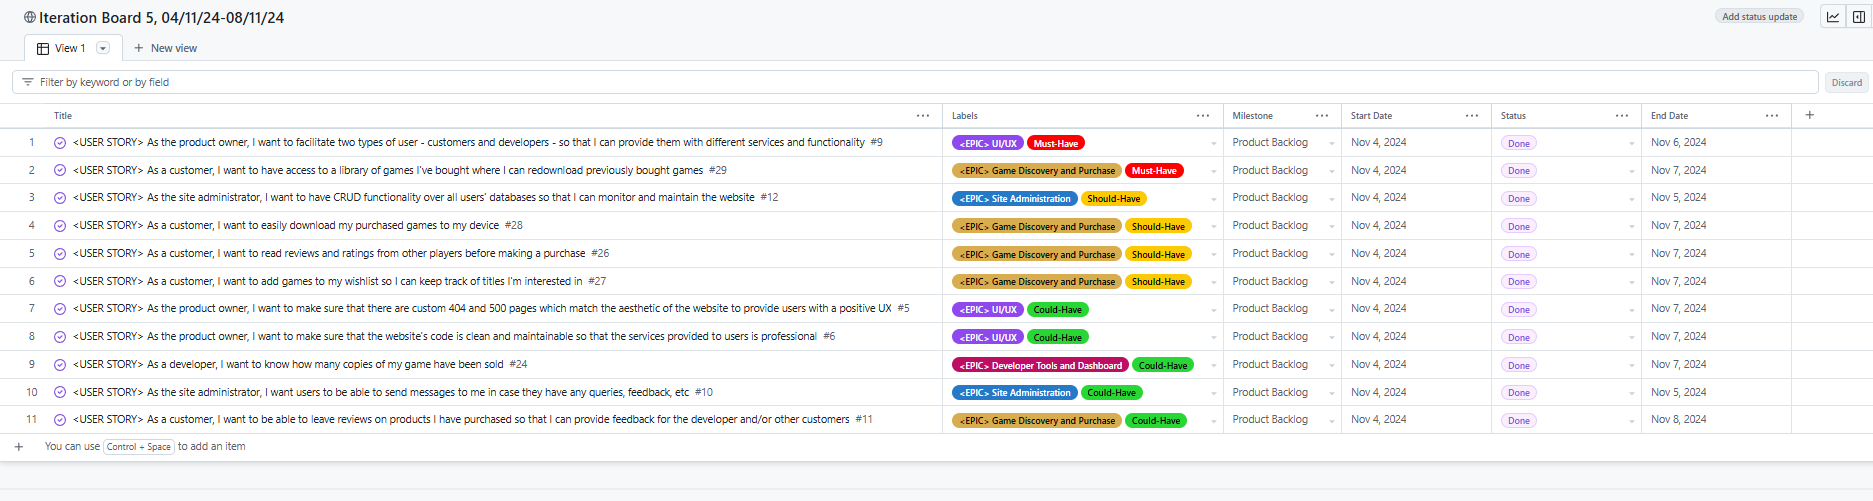 Iteration Board 5, 04/11/24-08/11/24
Add status update
View 1
New view
Filter by keyword or by field
Discard
Title Labels Milestone Start Date Status End Date
1 <USER STORY> As the product owner, I want to facilitate two types of user - customers and developers - so that I can provide them with different services and functionality #9 <EPIC> UI/UX Must-Have Product Backlog Nov 4, 2024 Done Nov 6, 2024
2 <USER STORY> As a customer, I want to have access to a library of games I've bought where I can redownload previously bought games #29 <EPIC> Game Discovery and Purchase Must-Have Product Backlog Nov 4, 2024 Done Nov 7, 2024
3 <USER STORY> As the site administrator, I want to have CRUD functionality over all users' databases so that I can monitor and maintain the website #12 <EPIC> Site Administration Should-Have Product Backlog Nov 4, 2024 Done Nov 5, 2024
4 <USER STORY> As a customer, I want to easily download my purchased games to my device #28 <EPIC> Game Discovery and Purchase Should-Have Product Backlog Nov 4, 2024 Done Nov 7, 2024
5 <USER STORY> As a customer, I want to read reviews and ratings from other players before making a purchase #26 <EPIC> Game Discovery and Purchase Should-Have Product Backlog Nov 4, 2024 Done Nov 7, 2024
6 <USER STORY> As a customer, I want to add games to my wishlist so I can keep track of titles I'm interested in #27 <EPIC> Game Discovery and Purchase Should-Have Product Backlog Nov 4, 2024 Done Nov 7, 2024
7 <USER STORY> As the product owner, I want to make sure that there are custom 404 and 500 pages which match the aesthetic of the website to provide users with a positive UX #5 <EPIC> UI/UX Could-Have Product Backlog Nov 4, 2024 Done Nov 7, 2024
8 <USER STORY> As the product owner, I want to make sure that the website's code is clean and maintainable so that the services provided to users is professional #6 <EPIC> UI/UX Could-Have Product Backlog Nov 4, 2024 Done Nov 7, 2024
9 <USER STORY> As a developer, I want to know how many copies of my game have been sold #24 <EPIC> Developer Tools and Dashboard Could-Have Product Backlog Nov 4, 2024 Done Nov 7, 2024
10 <USER STORY> As the site administrator, I want users to be able to send messages to me in case they have any queries, feedback, etc #10 <EPIC> Site Administration Could-Have Product Backlog Nov 4, 2024 Done Nov 5, 2024
11 <USER STORY> As a customer, I want to be able to leave reviews on products I have purchased so that I can provide feedback for the developer and/or other customers #11 <EPIC> Game Discovery and Purchase Could-Have Product Backlog Nov 4, 2024 Done Nov 8, 2024
You can use Control + Space to add an item